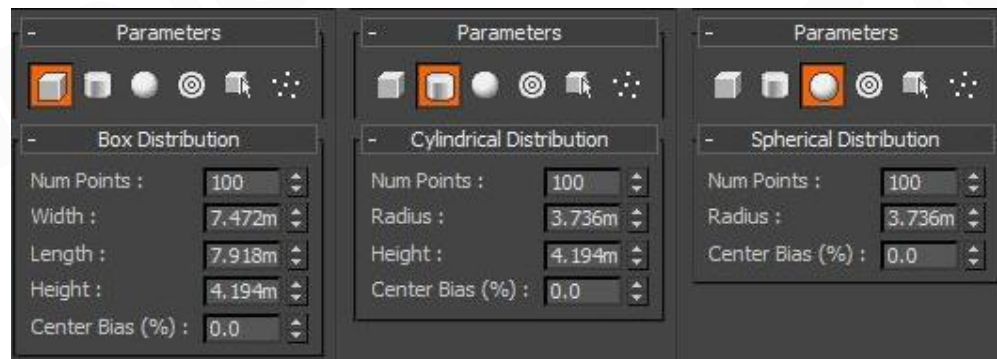 - Parameters
- Box Distribution
Num Points : 100
Width : 7.472m
Length : 7.918m
Height : 4.194m
Center Bias (%) : 0.0
- Parameters
- Cylindrical Distribution
Num Points : 100
Radius : 3.736m
Height : 4.194m
Center Bias (%) : 0.0
- Parameters
- Spherical Distribution
Num Points : 100
Radius : 3.736m
Center Bias (%) : 0.0